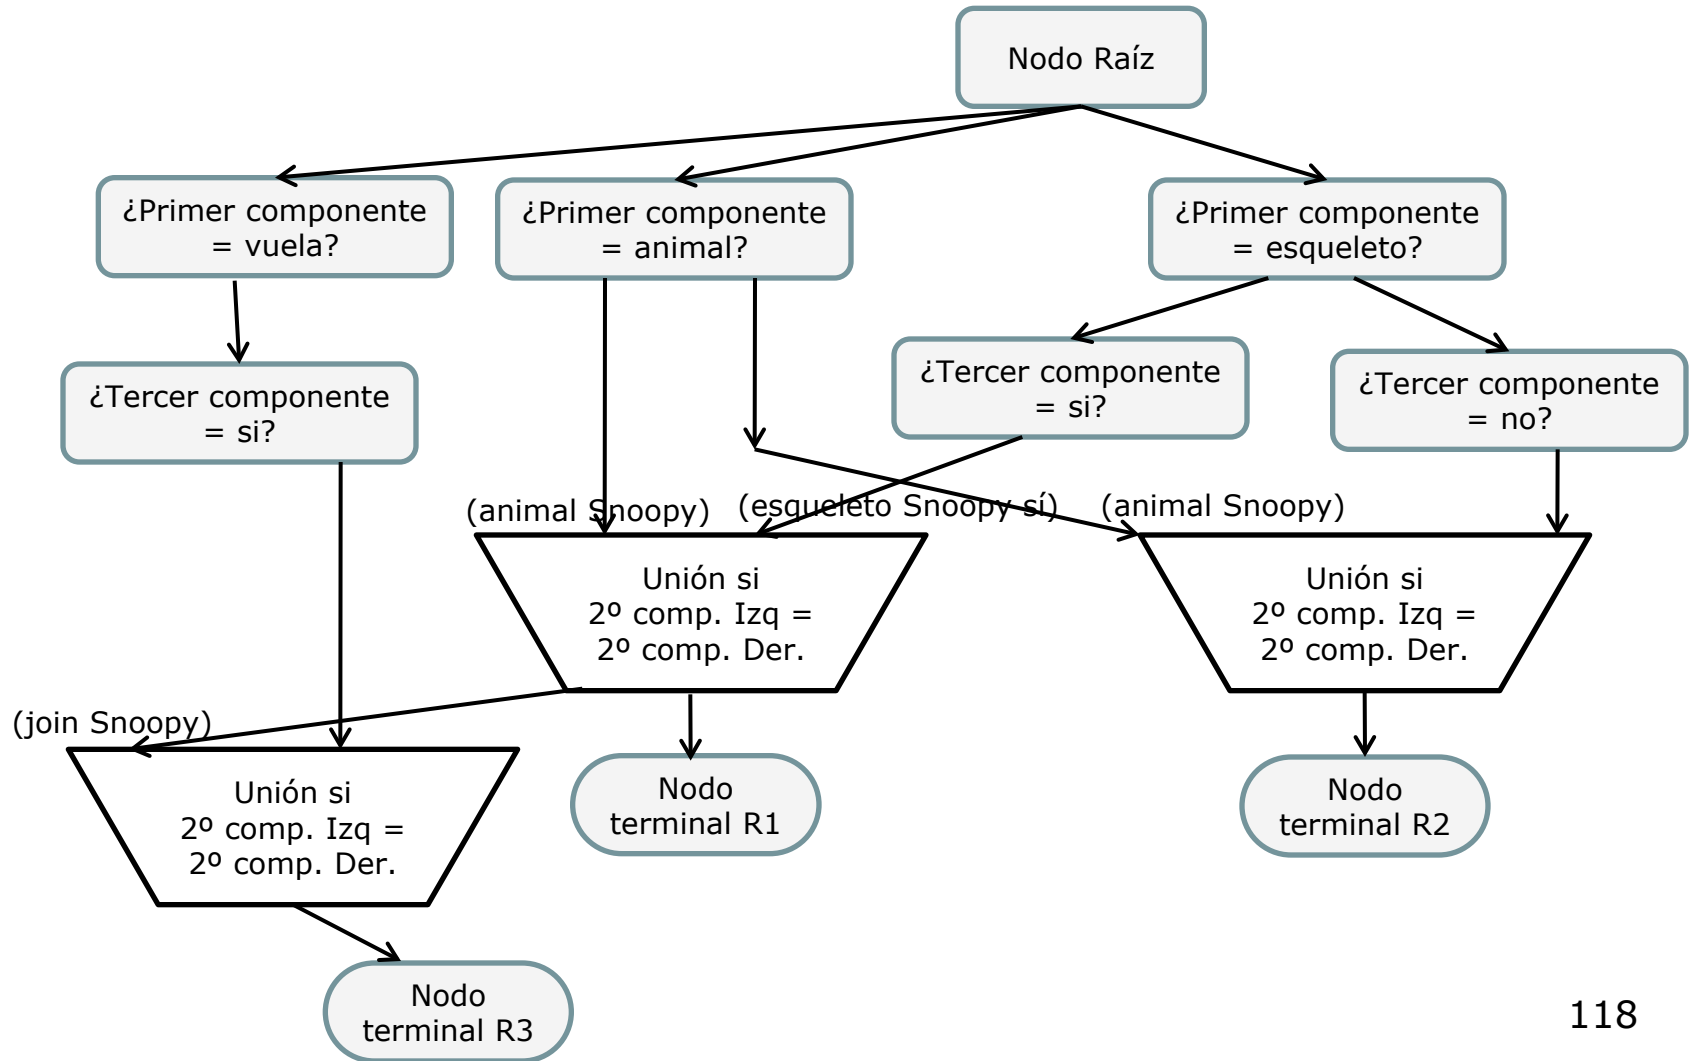 Nodo Raíz
¿Primer componente
= vuela?
¿Primer componente
= animal?
¿Primer componente
= esqueleto?
¿Tercer componente
= si?
¿Tercer componente
= si?
¿Tercer componente
= no?
(animal Snoopy)
(esqueleto Snoopy sí)
(animal Snoopy)
Unión si
2º comp. Izq =
2º comp. Der.
Unión si
2º comp. Izq =
2º comp. Der.
(join Snoopy)
Unión si
2º comp. Izq =
2º comp. Der.
Nodo
terminal R1
Nodo
terminal R2
Nodo
terminal R3
118